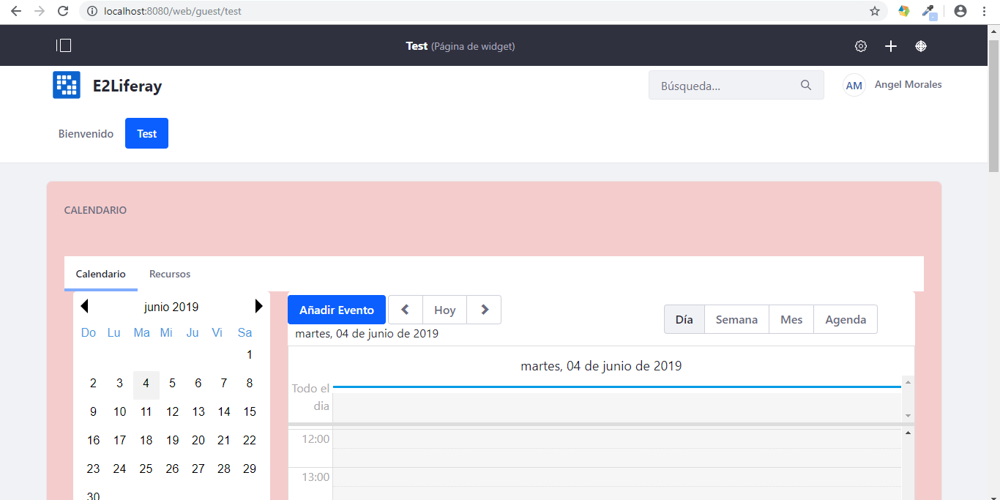 localhost:8080/web/guest/test
Test (Página de widget)
E2Liferay
Búsqueda...
AM Angel Morales
Bienvenido Test
CALENDARIO
Calendario Recursos
junio 2019
Do Lu Ma Mi Ju Vi Sa
1
2 3 4 5 6 7 8
9 10 11 12 13 14 15
16 17 18 19 20 21 22
23 24 25 26 27 28 29
30
Añadir Evento Hoy
Día Semana Mes Agenda
martes, 04 de junio de 2019
martes, 04 de junio de 2019
Todo el
dia
12:00
13:00